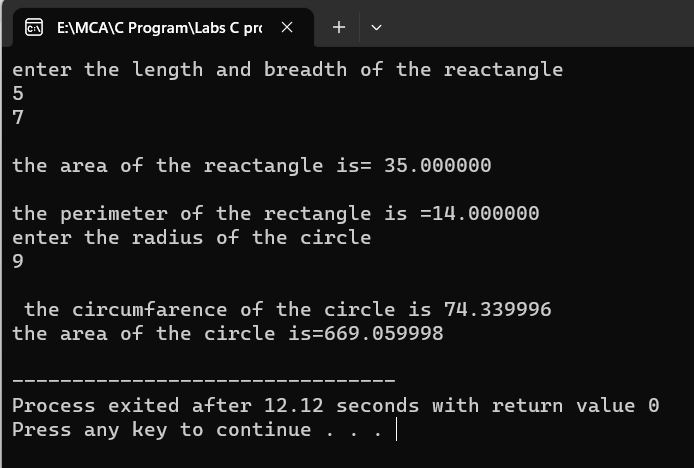 E:\MCA\C Program\Labs C pro
enter the length and breadth of the reactangle
5
7
the area of the reactangle is= 35.000000
the perimeter of the rectangle is =14.000000
enter the radius of the circle
9
the circumfarence of the circle is 74.339996
the area of the circle is=669.059998
--------------------------------
Process exited after 12.12 seconds with return value 0
Press any key to continue . . .